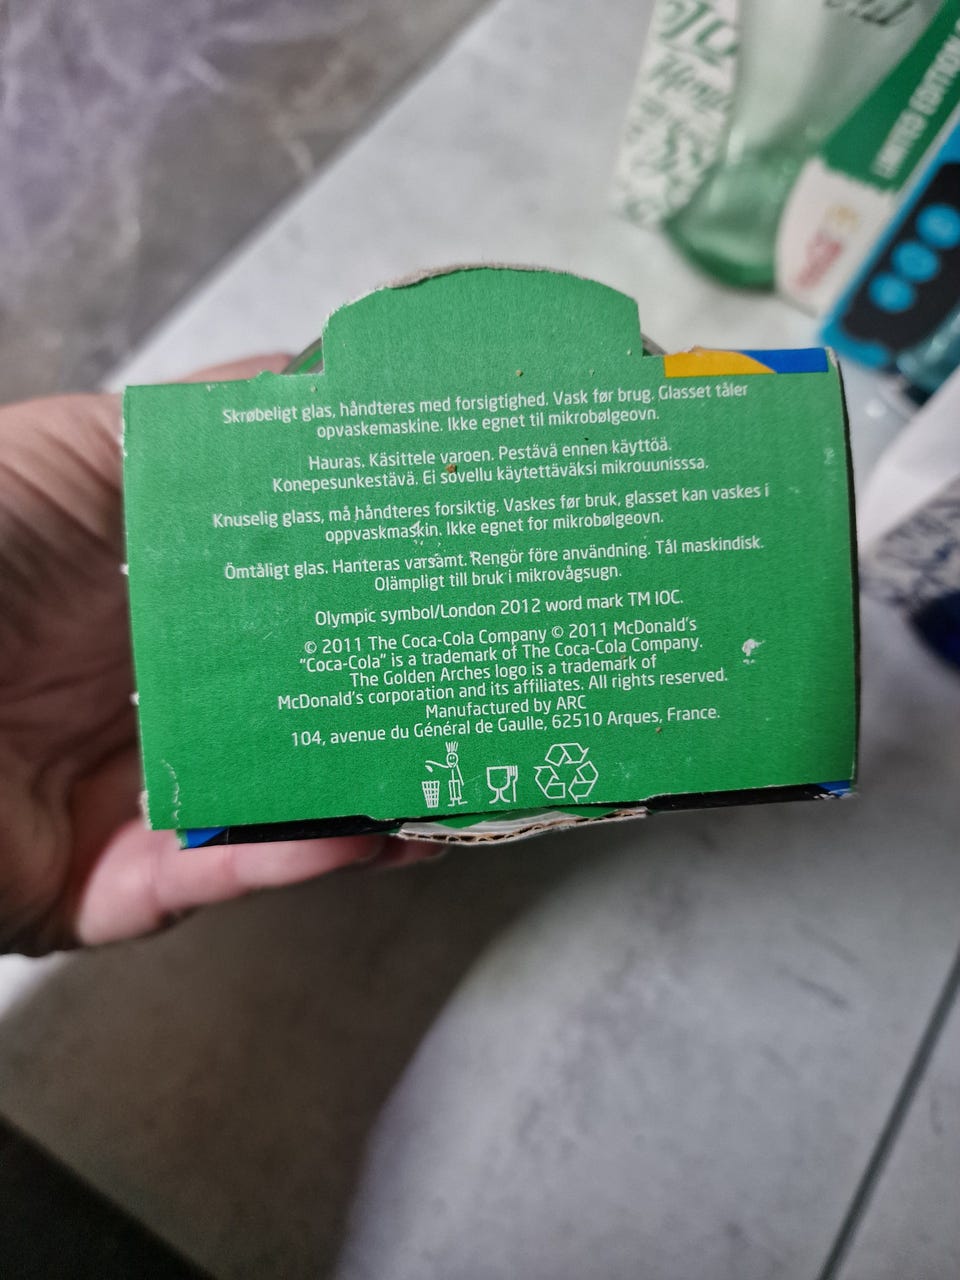 LIMITED EDITION
Skrøbeligt glas, håndteres med forsigtighed. Vask før brug. Glasset tåler
opvaskemaskine. Ikke egnet til mikrobølgeovn.
Hauras. Käsittele varoen. Pestävä ennen käyttöä.
Konepesunkestävä. Ei sovellu käytettäväksi mikrouunisssa.
Knuselig glass, må håndteres forsiktig. Vaskes før bruk, glasset kan vaskes i
oppvaskmaskin. Ikke egnet for mikrobølgeovn.
Ömtåligt glas. Hanteras varsamt. Rengör före användning. Tål maskindisk.
Olämpligt till bruk i mikrovågsugn.
Olympic symbol/London 2012 word mark TM IOC.
© 2011 The Coca-Cola Company © 2011 McDonald's
"Coca-Cola" is a trademark of The Coca-Cola Company.
The Golden Arches logo is a trademark of
McDonald's corporation and its affiliates. All rights reserved.
Manufactured by ARC
104, avenue du Général de Gaulle, 62510 Arques, France.